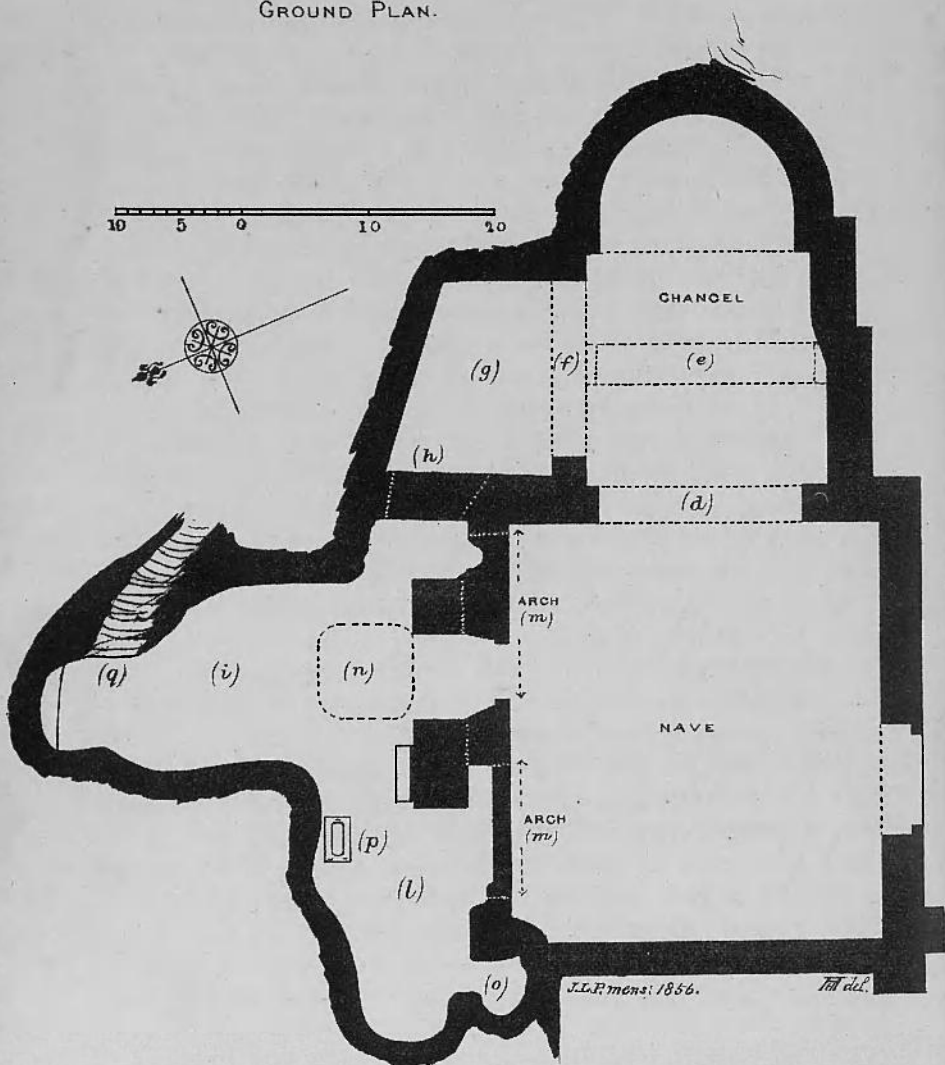 GROUND PLAN.
10 5 0 10 20
CHANCEL
(e)
(f)
(g)
(h)
(d)
ARCH
(m)
(q)
(i)
(n)
NAVE
ARCH
(m)
(p)
(l)
(o)
J.L.P. mens: 1856.
del.